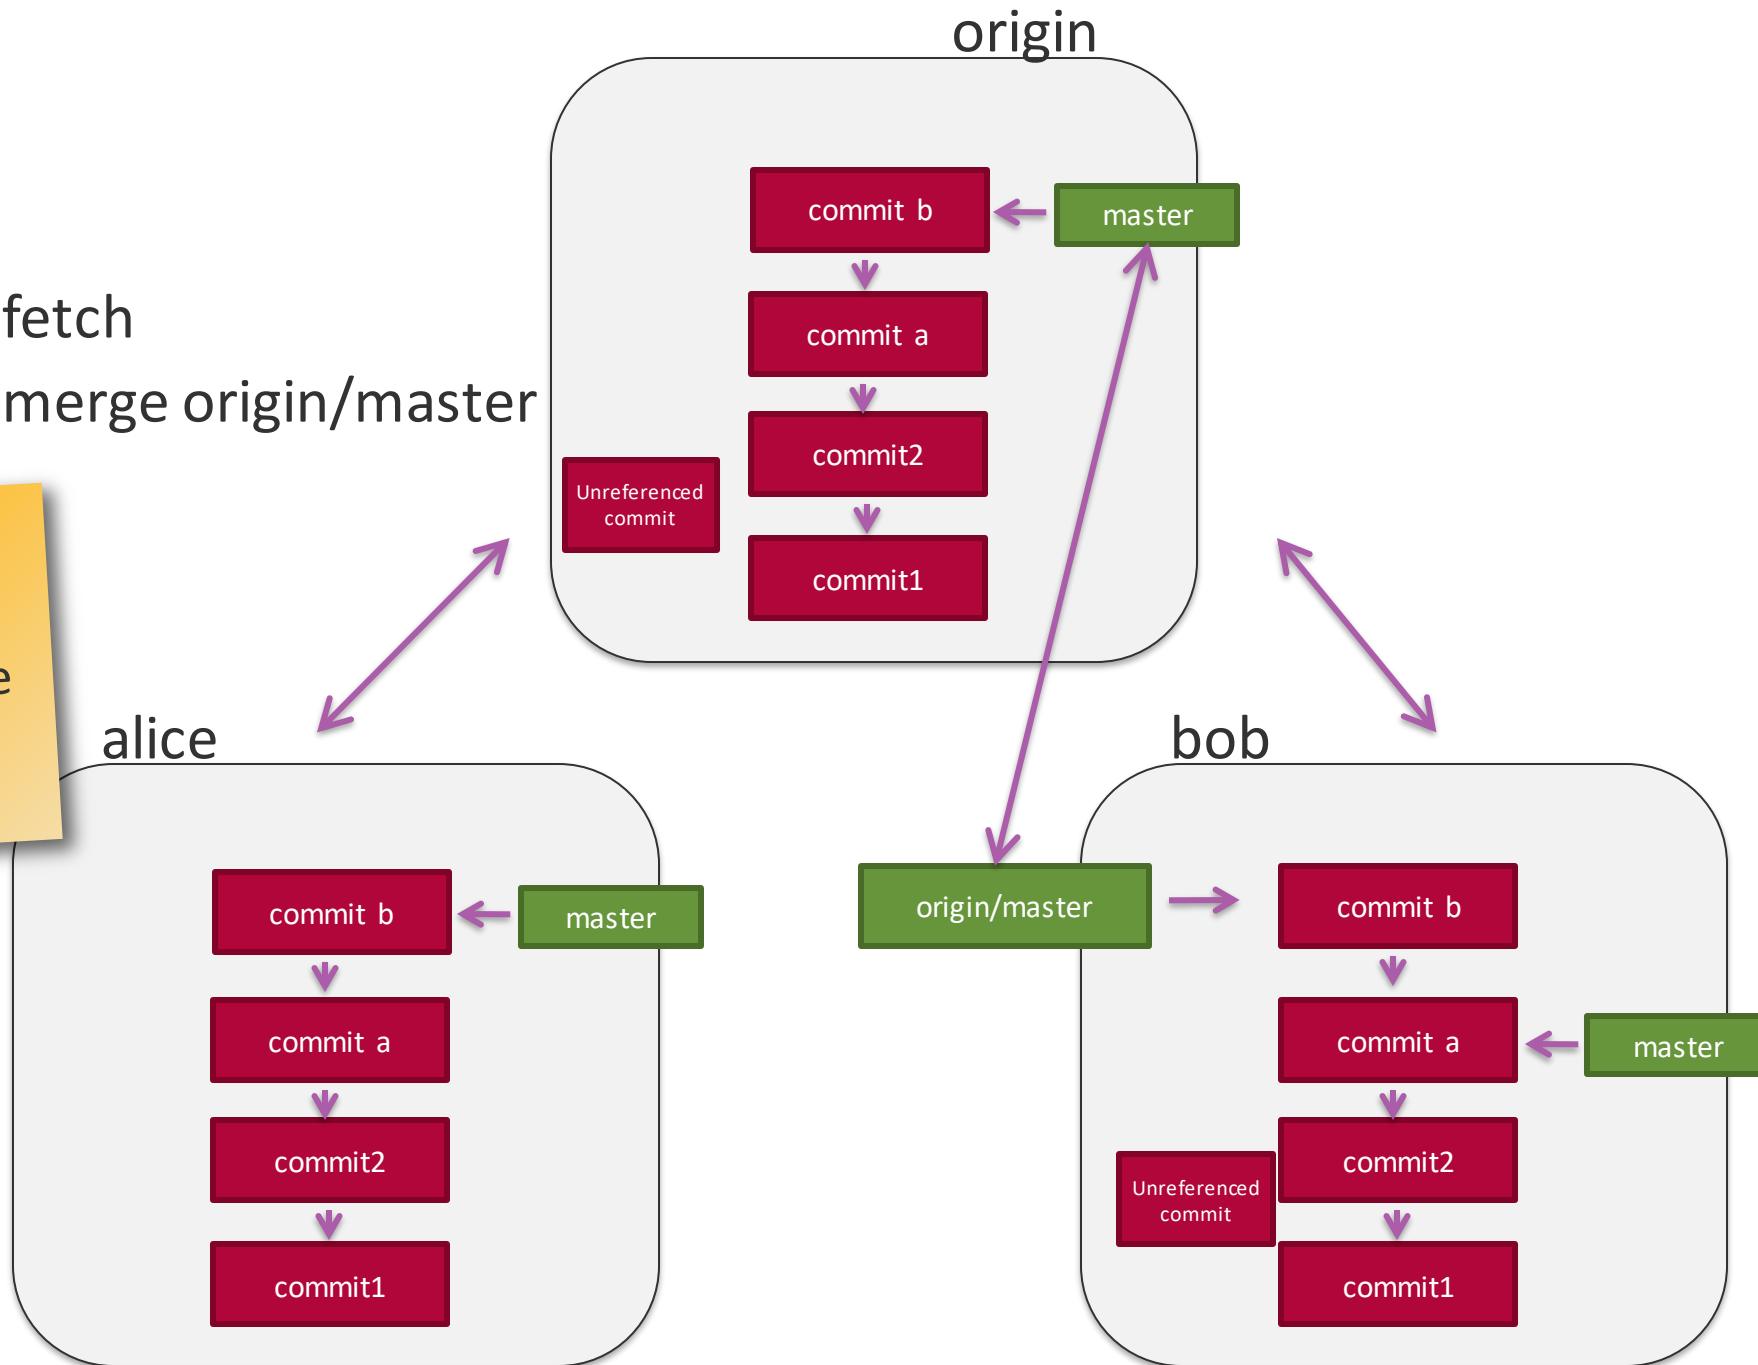 origin
commit b
master
commit a
commit2
Unreferenced
commit
commit1
fetch
merge origin/master
e
alice
commit b
master
commit a
commit2
commit1
bob
origin/master
commit b
commit a
master
commit2
Unreferenced
commit
commit1